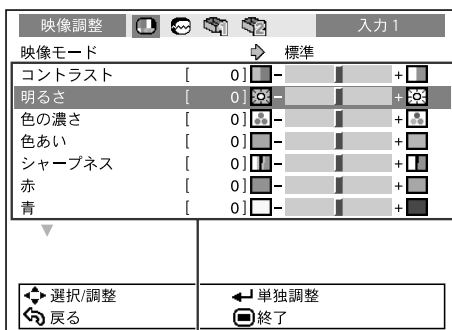 映像調整 入力1
映像モード 標準
コントラスト [ 0] - +
明るさ [ 0] - +
色の濃さ [ 0] - +
色あい [ 0] - +
シャープネス [ 0] - +
赤 [ 0] - +
青 [ 0] - +
選択/調整 単独調整
戻る 終了